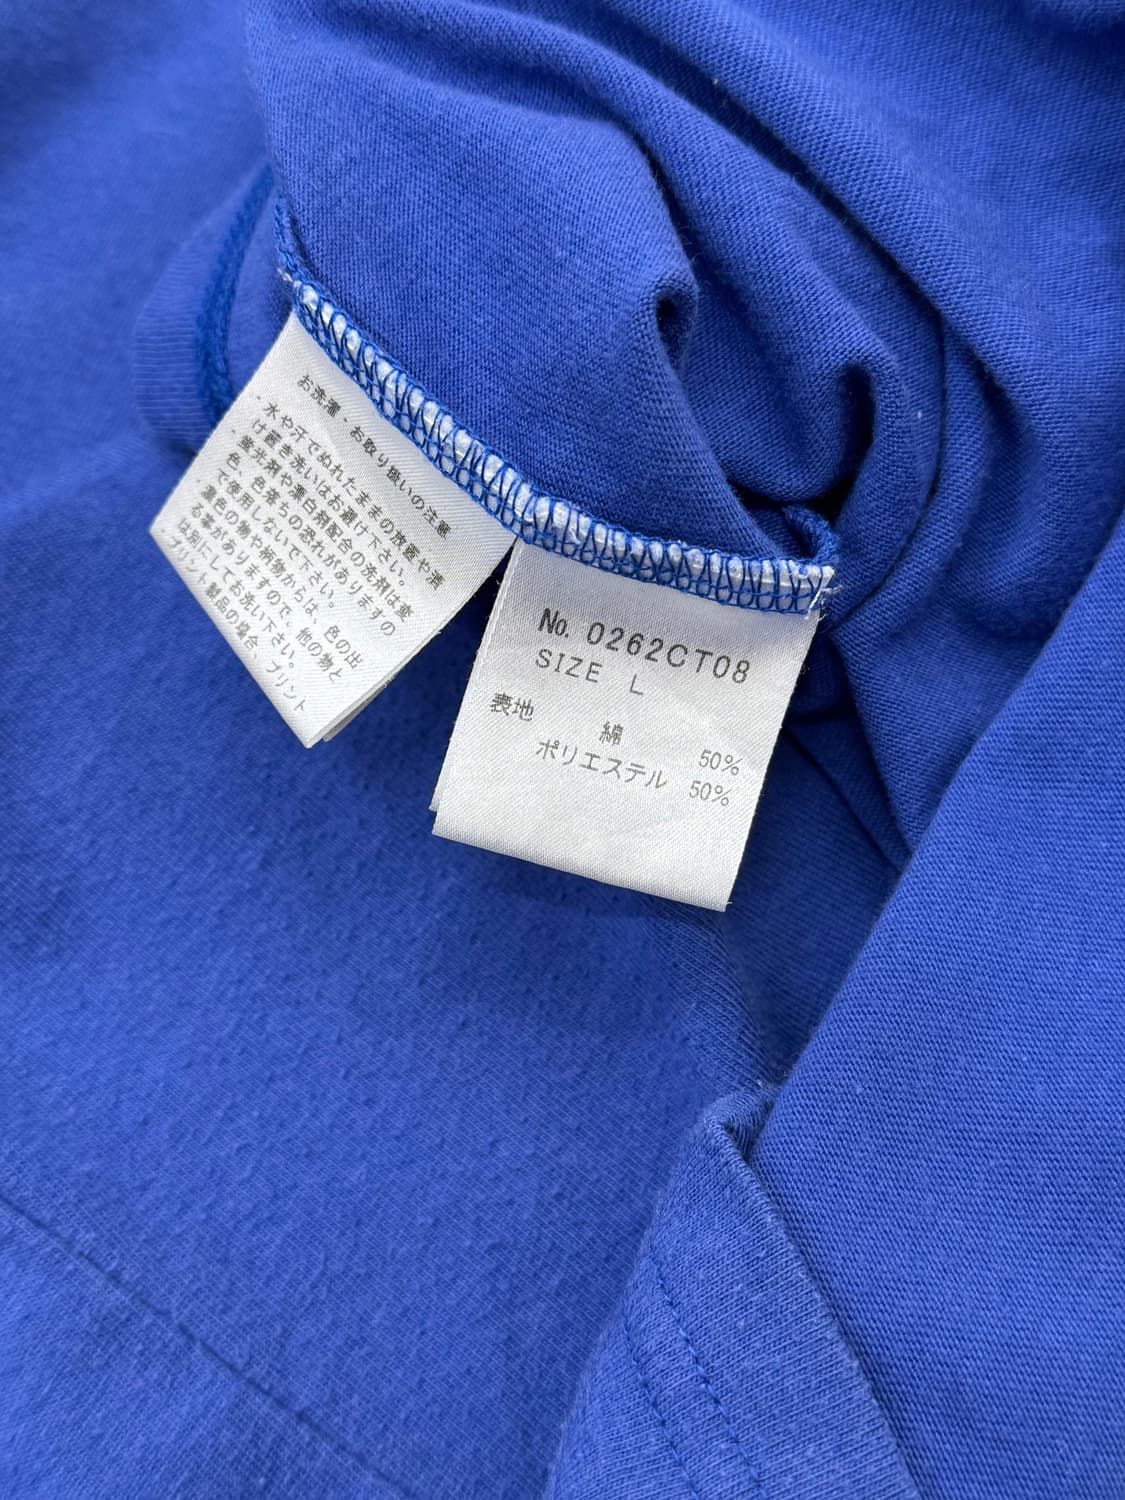 お洗濯・お取り扱いの注意
・水や汗でぬれたままの放置や漬
け置き洗いはお避け下さい。
・蛍光剤や漂白剤配合の洗剤は変
色、色落ちの恐れがありますの
で使用しないで下さい。
・濃色の物や柄物からは、色の出
る事がありますので、他の物と
は別にしてお洗い下さい。
・プリント製品の場合、プリント
No. 0262CT08
SIZE L
表地 綿 50%
ポリエステル 50%